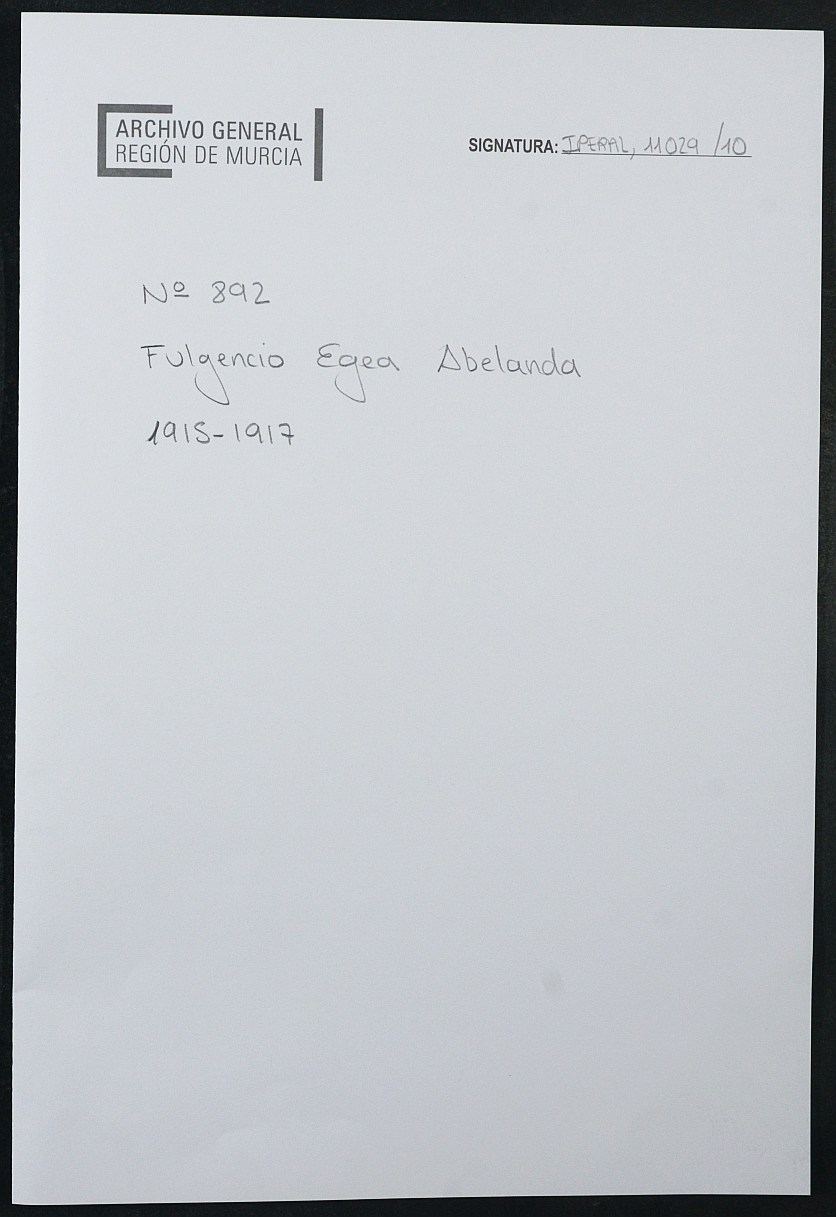 ARCHIVO GENERAL
REGIÓN DE MURCIA
SIGNATURA: IPERAL, 11029 /10
Nº 892
Fulgencio Egea Abelanda
1915-1917